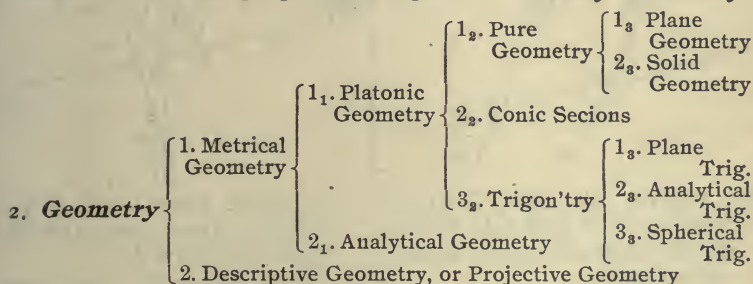 1₂. Pure
Geometry
1₃ Plane
Geometry
2₃. Solid
Geometry
1₁. Platonic
Geometry
2₂. Conic Secions
1. Metrical
Geometry
1₃. Plane
Trig.
3₂. Trigon'try
2₃. Analytical
Trig.
3₃. Spherical
Trig.
2. Geometry
2₁. Analytical Geometry
2. Descriptive Geometry, or Projective Geometry